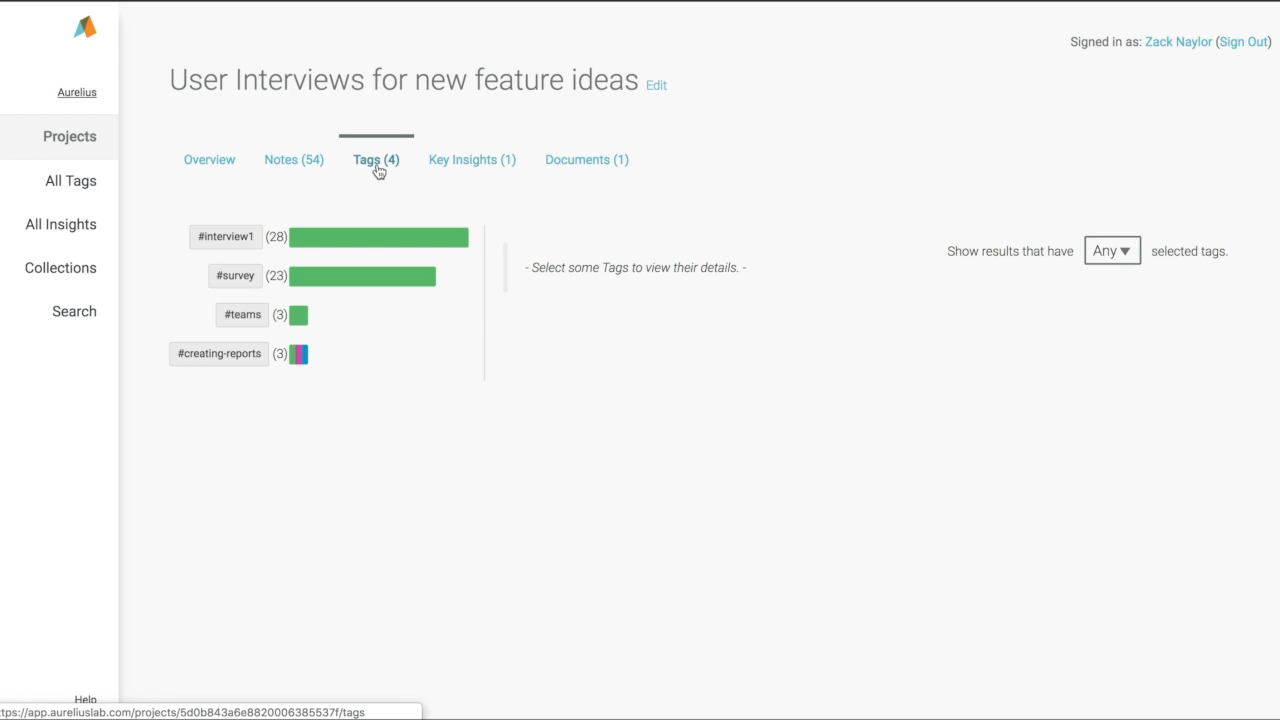 Signed in as: Zack Naylor (Sign Out)
User Interviews for new feature ideas Edit
Aurelius
Projects
All Tags
All Insights
Collections
Search
Overview Notes (54) Tags (4) Key Insights (1) Documents (1)
#interview1 (28)
#survey (23)
#teams (3)
#creating-reports (3)
- Select some Tags to view their details. -
Show results that have Any ▼ selected tags.
Help
ttps://app.aureliuslab.com/projects/5d0b843a6e8820006385537f/tags